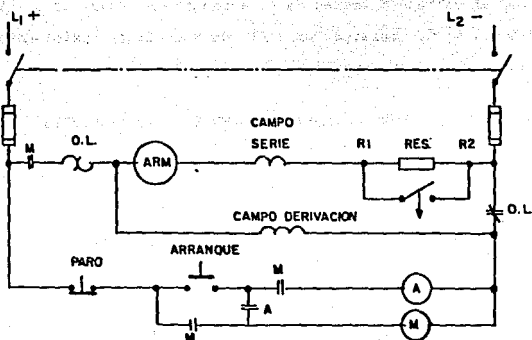 L1 +
L2 -
CAMPO
SERIE
M
O.L.
ARM
R1
RES.
R2
O.L.
CAMPO DERIVACION
PARO
ARRANQUE
M
A
A
M
M